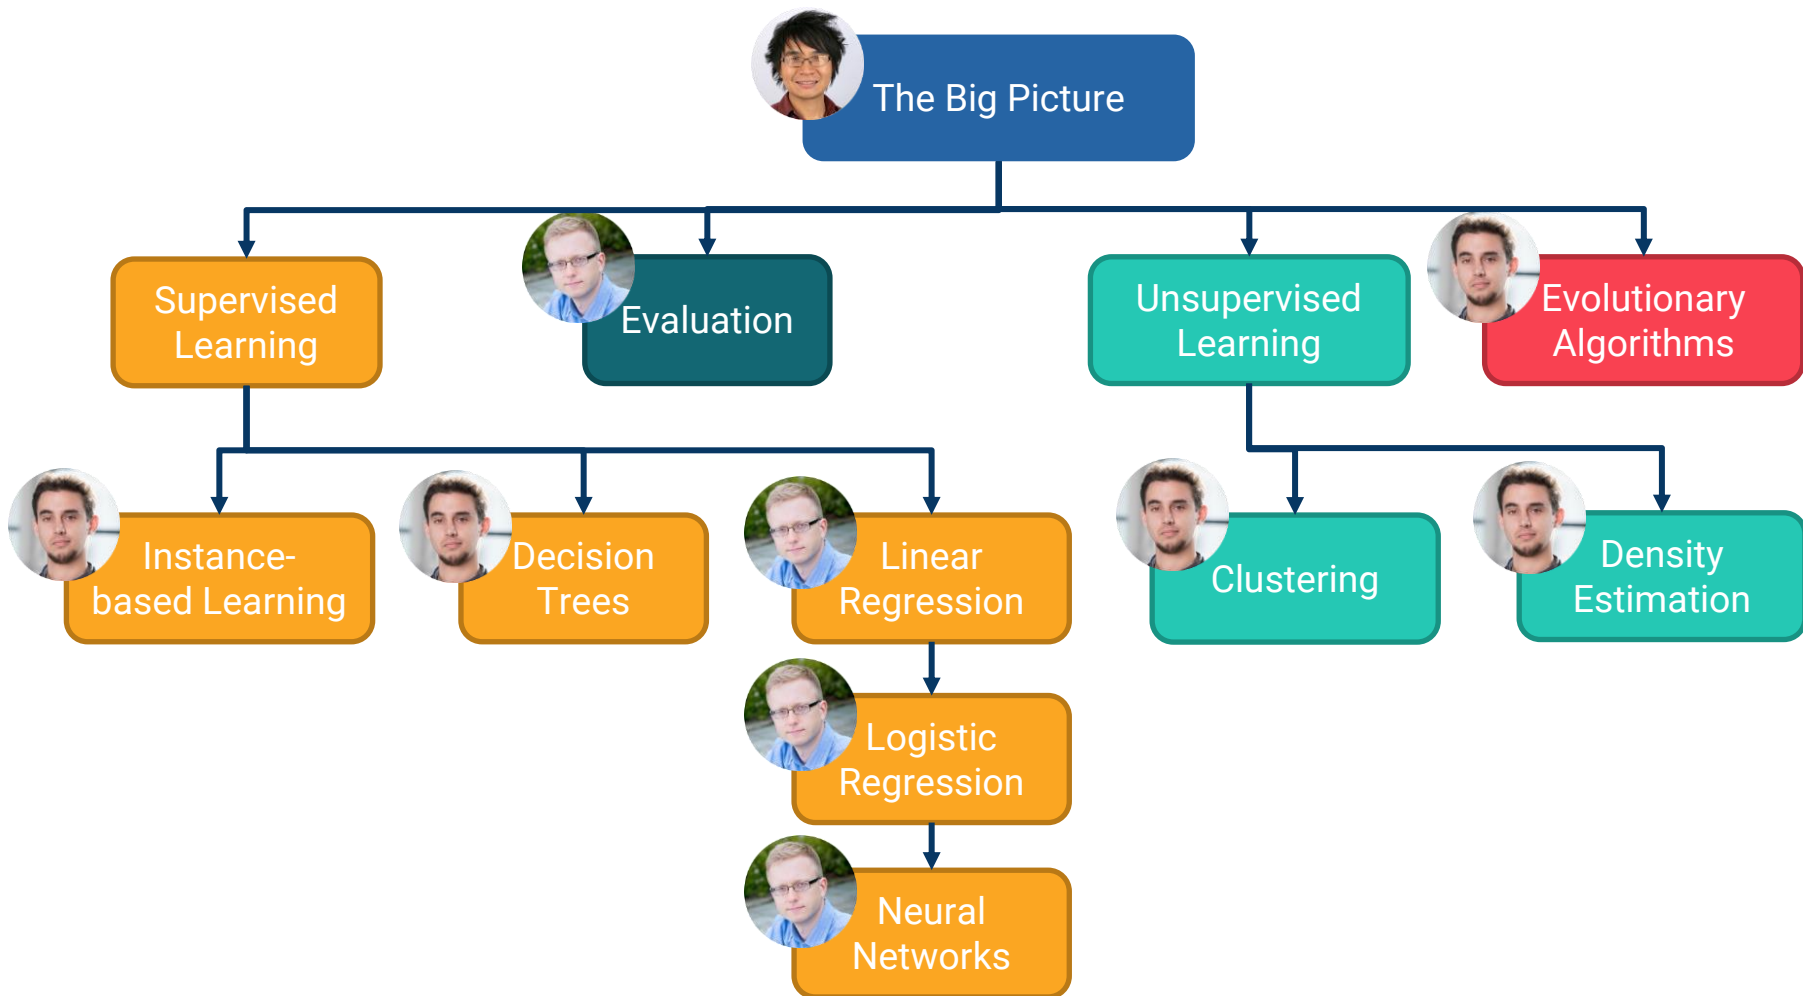 The Big Picture
Supervised
Learning
Evaluation
Unsupervised
Learning
Evolutionary
Algorithms
Instance-
based Learning
Decision
Trees
Linear
Regression
Clustering
Density
Estimation
Logistic
Regression
Neural
Networks